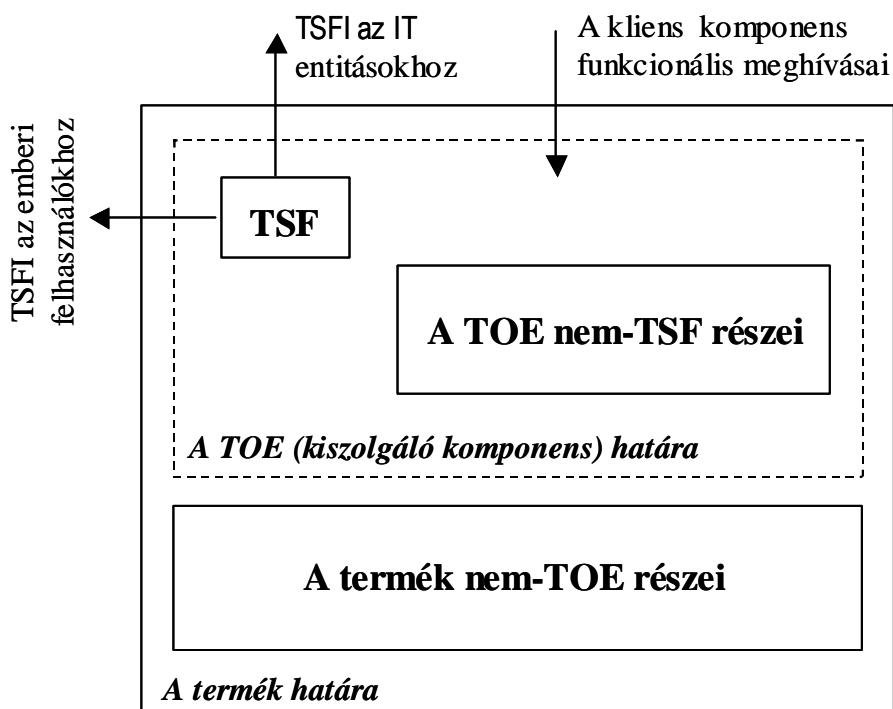 TSFI az IT
entitásokhoz
A kliens komponens
funkcionális meghívásai
TSFI az emberi
felhasználókhoz
TSF
A TOE nem-TSF részei
A TOE (kiszolgáló komponens) határa
A termék nem-TOE részei
A termék határa